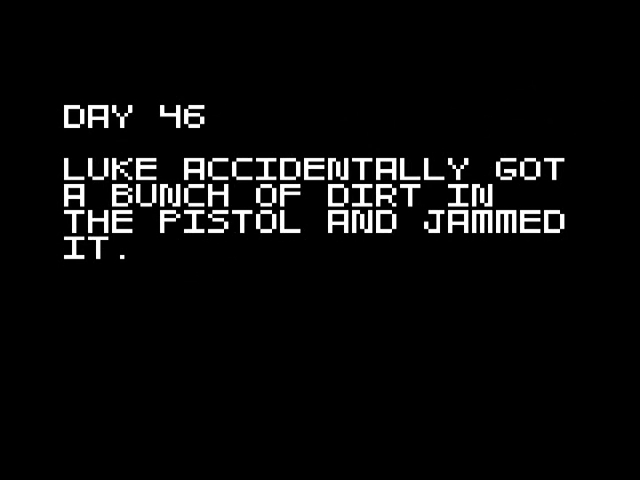 DAY 46
LUKE ACCIDENTALLY GOT
A BUNCH OF DIRT IN
THE PISTOL AND JAMMED
IT.